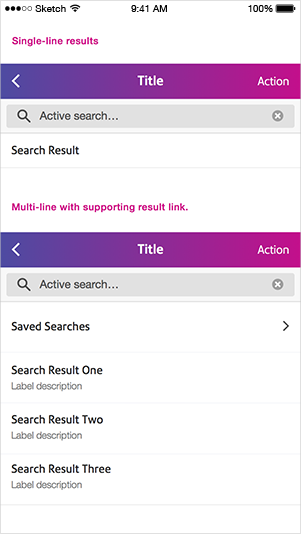 Sketch 9:41 AM 100%
Single-line results
Title Action
Active search...
Search Result
Multi-line with supporting result link.
Title Action
Active search...
Saved Searches
Search Result One
Label description
Search Result Two
Label description
Search Result Three
Label description